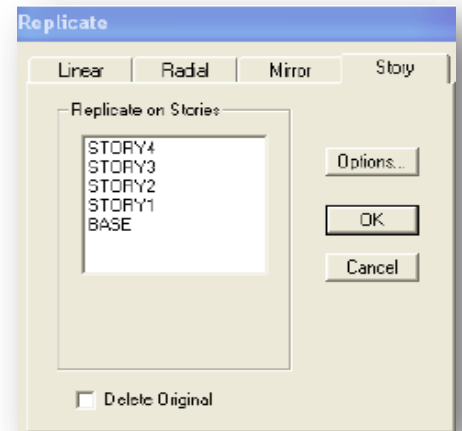 Replicate
Linear Radial Mirror Story
Replicate on Stories
STORY4
STORY3
STORY2
STORY1
BASE
Options...
OK
Cancel
Delete Original